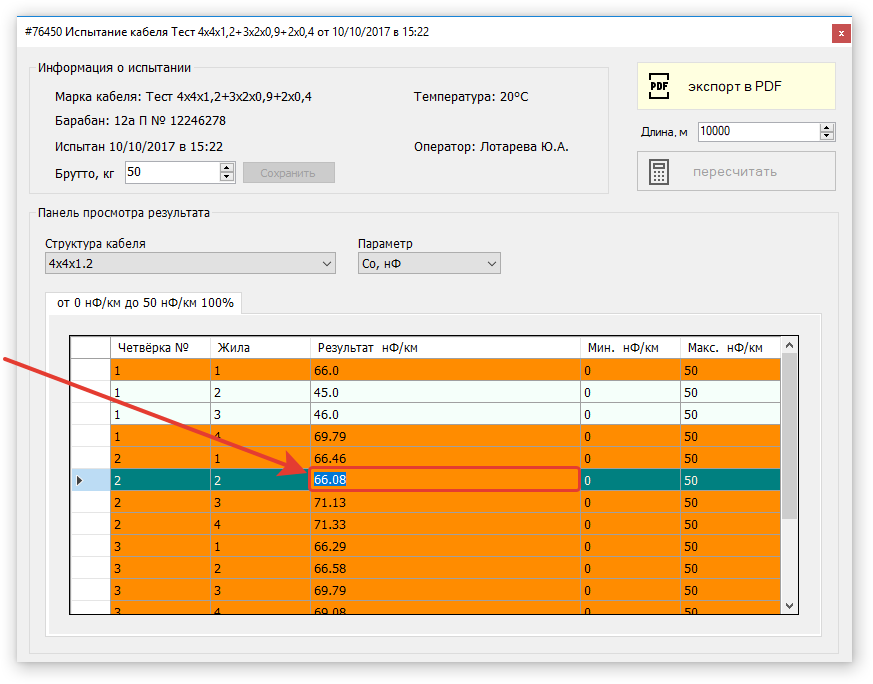 #76450 Испытание кабеля Тест 4х4х1,2+3х2х0,9+2х0,4 от 10/10/2017 в 15:22
x
Информация о испытании
Марка кабеля: Тест 4х4х1,2+3х2х0,9+2х0,4
Температура: 20°C
Барабан: 12а П № 12246278
Испытан 10/10/2017 в 15:22
Оператор: Лотарева Ю.А.
Брутто, кг 50 Сохранить
PDF экспорт в PDF
Длина, м 10000
пересчитать
Панель просмотра результата
Структура кабеля Параметр
4х4х1.2 Co, нФ
от 0 нФ/км до 50 нФ/км 100%
Четвёрка № Жила Результат нФ/км Мин. нФ/км Макс. нФ/км
1 1 66.0 0 50
1 2 45.0 0 50
1 3 46.0 0 50
1 4 69.79 0 50
2 1 66.46 0 50
2 2 66.08 0 50
2 3 71.13 0 50
2 4 71.33 0 50
3 1 66.29 0 50
3 2 66.58 0 50
3 3 69.79 0 50
3 4 69.08 0 50